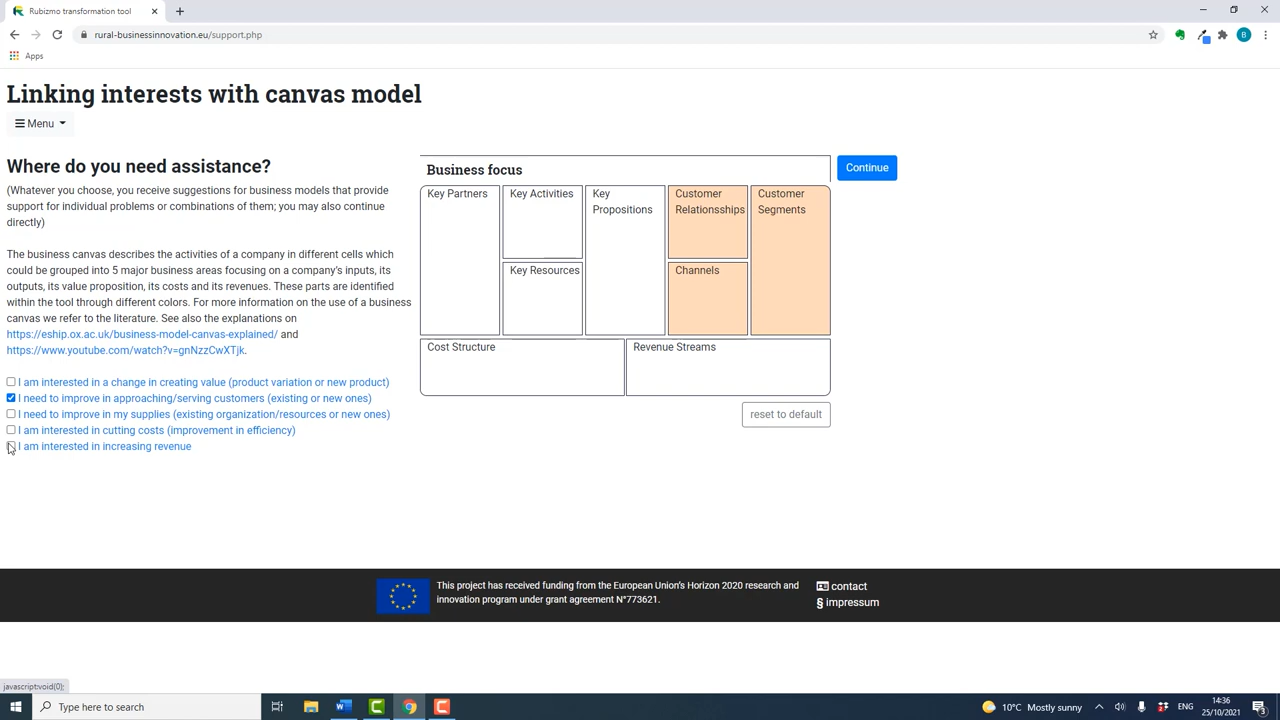 Rubizmo transformation tool
rural-businessinnovation.eu/support.php
B
Apps
Linking interests with canvas model
Menu
Where do you need assistance?
(Whatever you choose, you receive suggestions for business models that provide
support for individual problems or combinations of them; you may also continue
directly)
The business canvas describes the activities of a company in different cells which
could be grouped into 5 major business areas focusing on a company's inputs, its
outputs, its value proposition, its costs and its revenues. These parts are identified
within the tool through different colors. For more information on the use of a business
canvas we refer to the literature. See also the explanations on
https://eship.ox.ac.uk/business-model-canvas-explained/ and
https://www.youtube.com/watch?v=gnNzzCwXTjk.
I am interested in a change in creating value (product variation or new product)
I need to improve in approaching/serving customers (existing or new ones)
I need to improve in my supplies (existing organization/resources or new ones)
I am interested in cutting costs (improvement in efficiency)
I am interested in increasing revenue
Business focus
Key Partners
Key Activities
Key Resources
Key
Propositions
Customer
Relationsships
Channels
Customer
Segments
Cost Structure
Revenue Streams
Continue
reset to default
This project has received funding from the European Union's Horizon 2020 research and
innovation program under grant agreement N°773621.
contact
§ impressum
javascript:void(0);
Type here to search
10°C Mostly sunny
ENG
14:36
25/10/2021
3